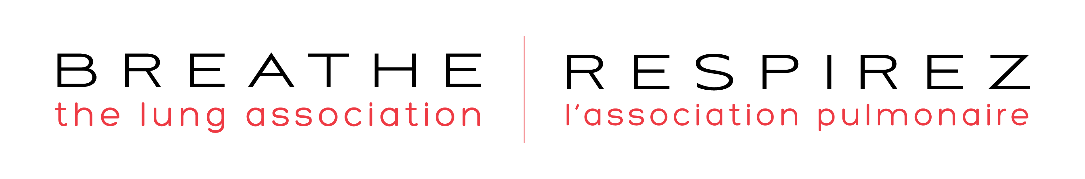 BREATHE
the lung association
RESPIREZ
l'association pulmonaire